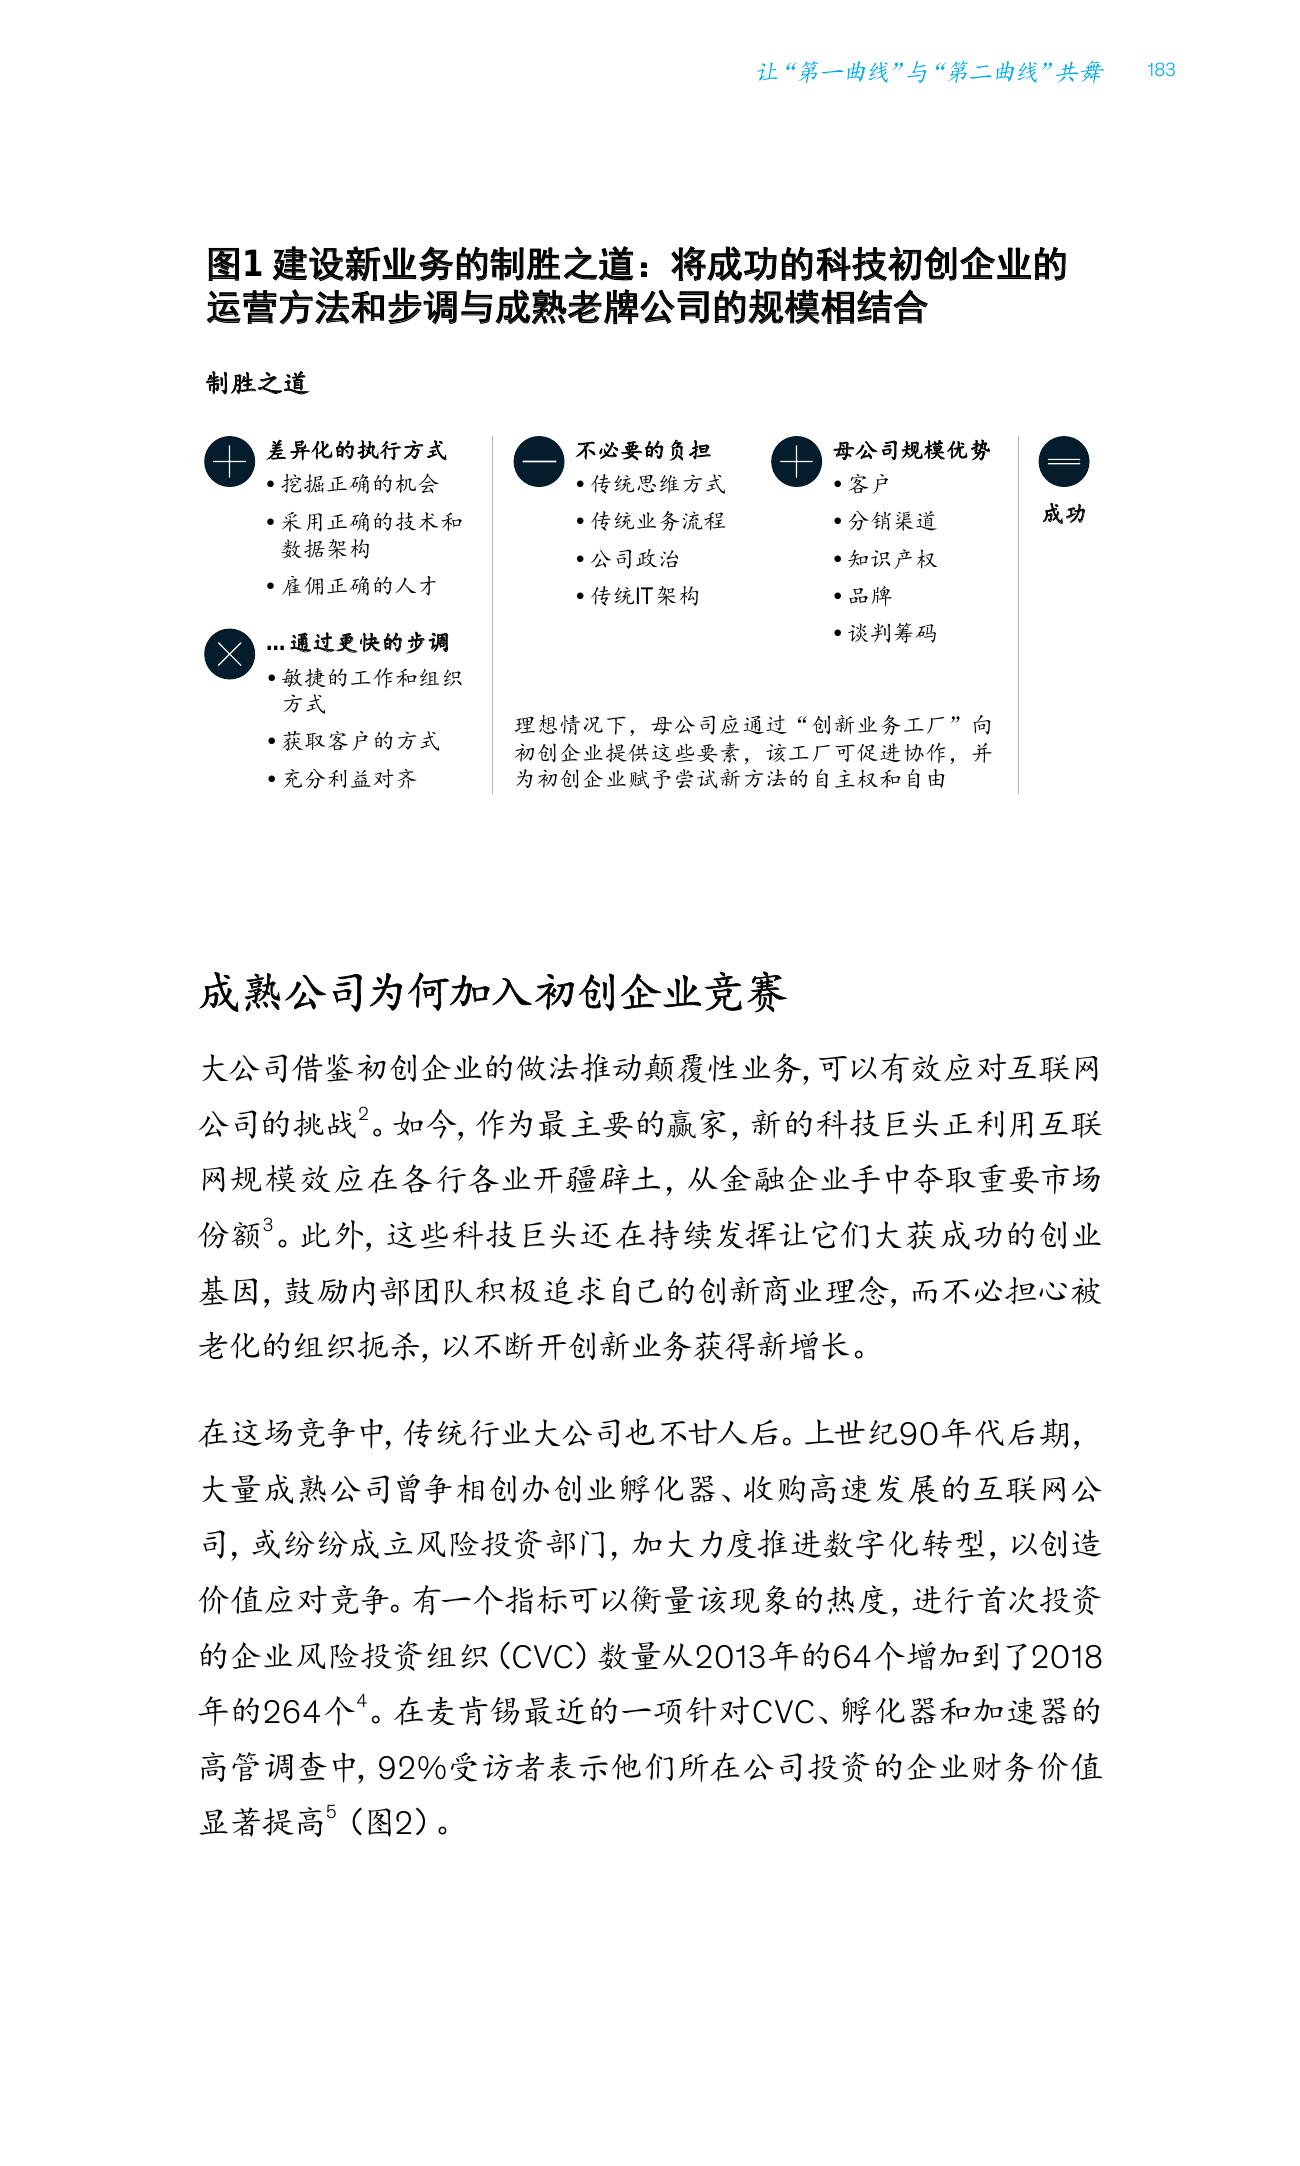 让“第一曲线”与“第二曲线”共舞 183
图1 建设新业务的制胜之道：将成功的科技初创企业的
运营方法和步调与成熟老牌公司的规模相结合
制胜之道
差异化的执行方式
• 挖掘正确的机会
• 采用正确的技术和
数据架构
• 雇佣正确的人才
...通过更快的步调
• 敏捷的工作和组织
方式
• 获取客户的方式
• 充分利益对齐
不必要的负担
• 传统思维方式
• 传统业务流程
• 公司政治
• 传统IT架构
母公司规模优势
• 客户
• 分销渠道
• 知识产权
• 品牌
• 谈判筹码
理想情况下，母公司应通过“创新业务工厂”向
初创企业提供这些要素，该工厂可促进协作，并
为初创企业赋予尝试新方法的自主权和自由
成功
成熟公司为何加入初创企业竞赛
大公司借鉴初创企业的做法推动颠覆性业务，可以有效应对互联网
公司的挑战2。如今，作为最主要的赢家，新的科技巨头正利用互联
网规模效应在各行各业开疆辟土，从金融企业手中夺取重要市场
份额3。此外，这些科技巨头还在持续发挥让它们大获成功的创业
基因，鼓励内部团队积极追求自己的创新商业理念，而不必担心被
老化的组织扼杀，以不断开创新业务获得新增长。
在这场竞争中，传统行业大公司也不甘人后。上世纪90年代后期，
大量成熟公司曾争相创办创业孵化器、收购高速发展的互联网公
司，或纷纷成立风险投资部门，加大力度推进数字化转型，以创造
价值应对竞争。有一个指标可以衡量该现象的热度，进行首次投资
的企业风险投资组织（CVC）数量从2013年的64个增加到了2018
年的264个4。在麦肯锡最近的一项针对CVC、孵化器和加速器的
高管调查中，92%受访者表示他们所在公司投资的企业财务价值
显著提高5（图2）。